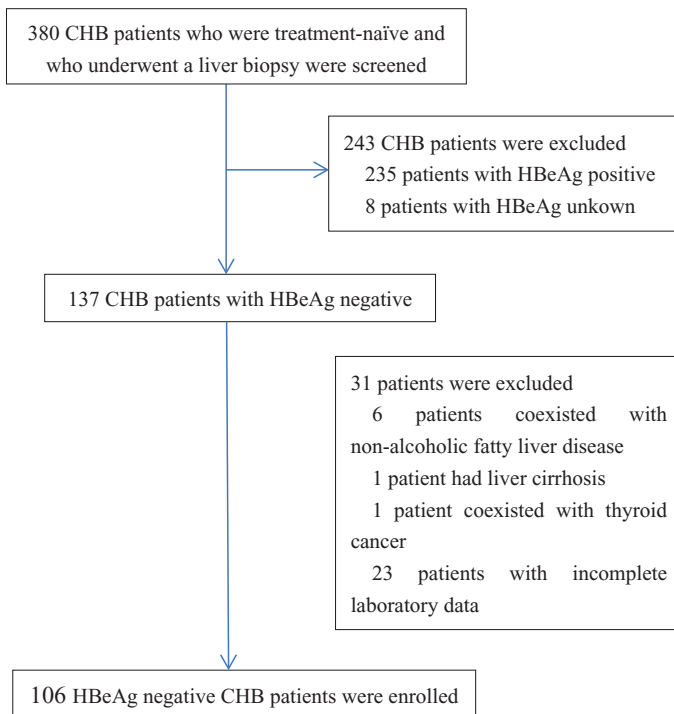 380 CHB patients who were treatment-naïve and
who underwent a liver biopsy were screened
243 CHB patients were excluded
235 patients with HBeAg positive
8 patients with HBeAg unkown
137 CHB patients with HBeAg negative
31 patients were excluded
6 patients coexisted with
non-alcoholic fatty liver disease
1 patient had liver cirrhosis
1 patient coexisted with thyroid
cancer
23 patients with incomplete
laboratory data
106 HBeAg negative CHB patients were enrolled